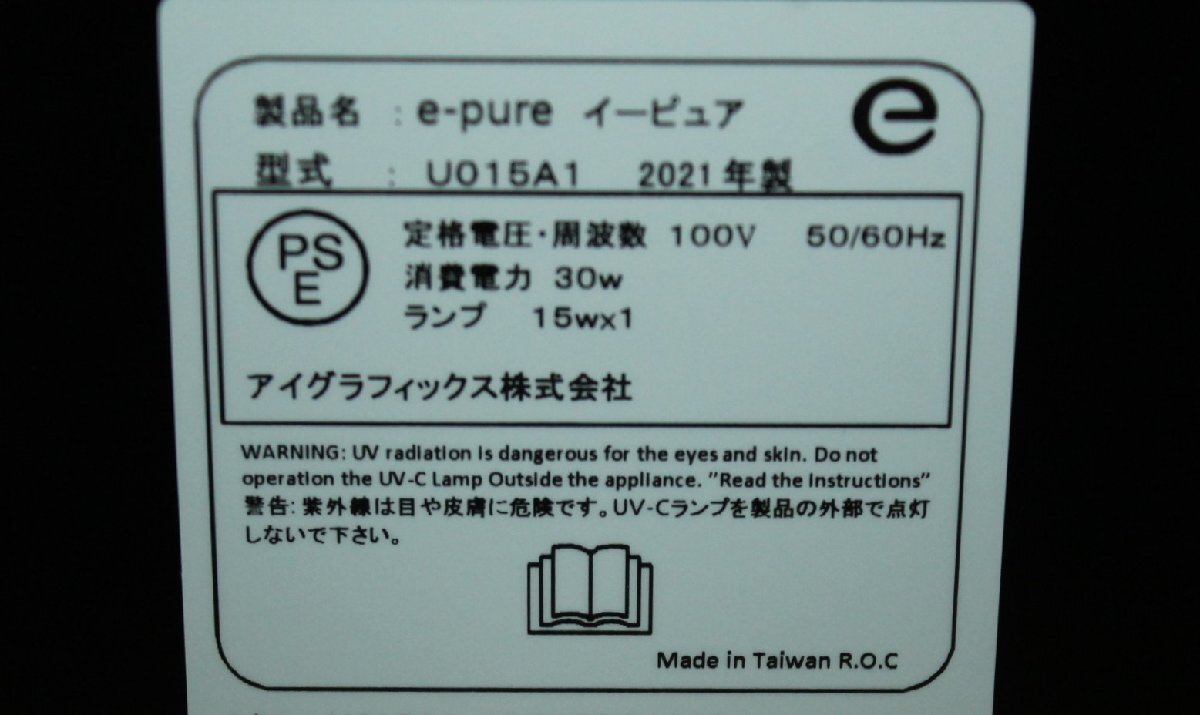 製品名 : e-pure イーピュア
e
型式 : U015A1 2021年製
PS
E
定格電圧・周波数 100V 50/60Hz
消費電力 30w
ランプ 15wx1
アイグラフィックス株式会社
WARNING: UV radiation is dangerous for the eyes and skin. Do not
operation the UV-C Lamp Outside the appliance. "Read the Instructions"
警告: 紫外線は目や皮膚に危険です。UV-Cランプを製品の外部で点灯
しないで下さい。
Made in Taiwan R.O.C